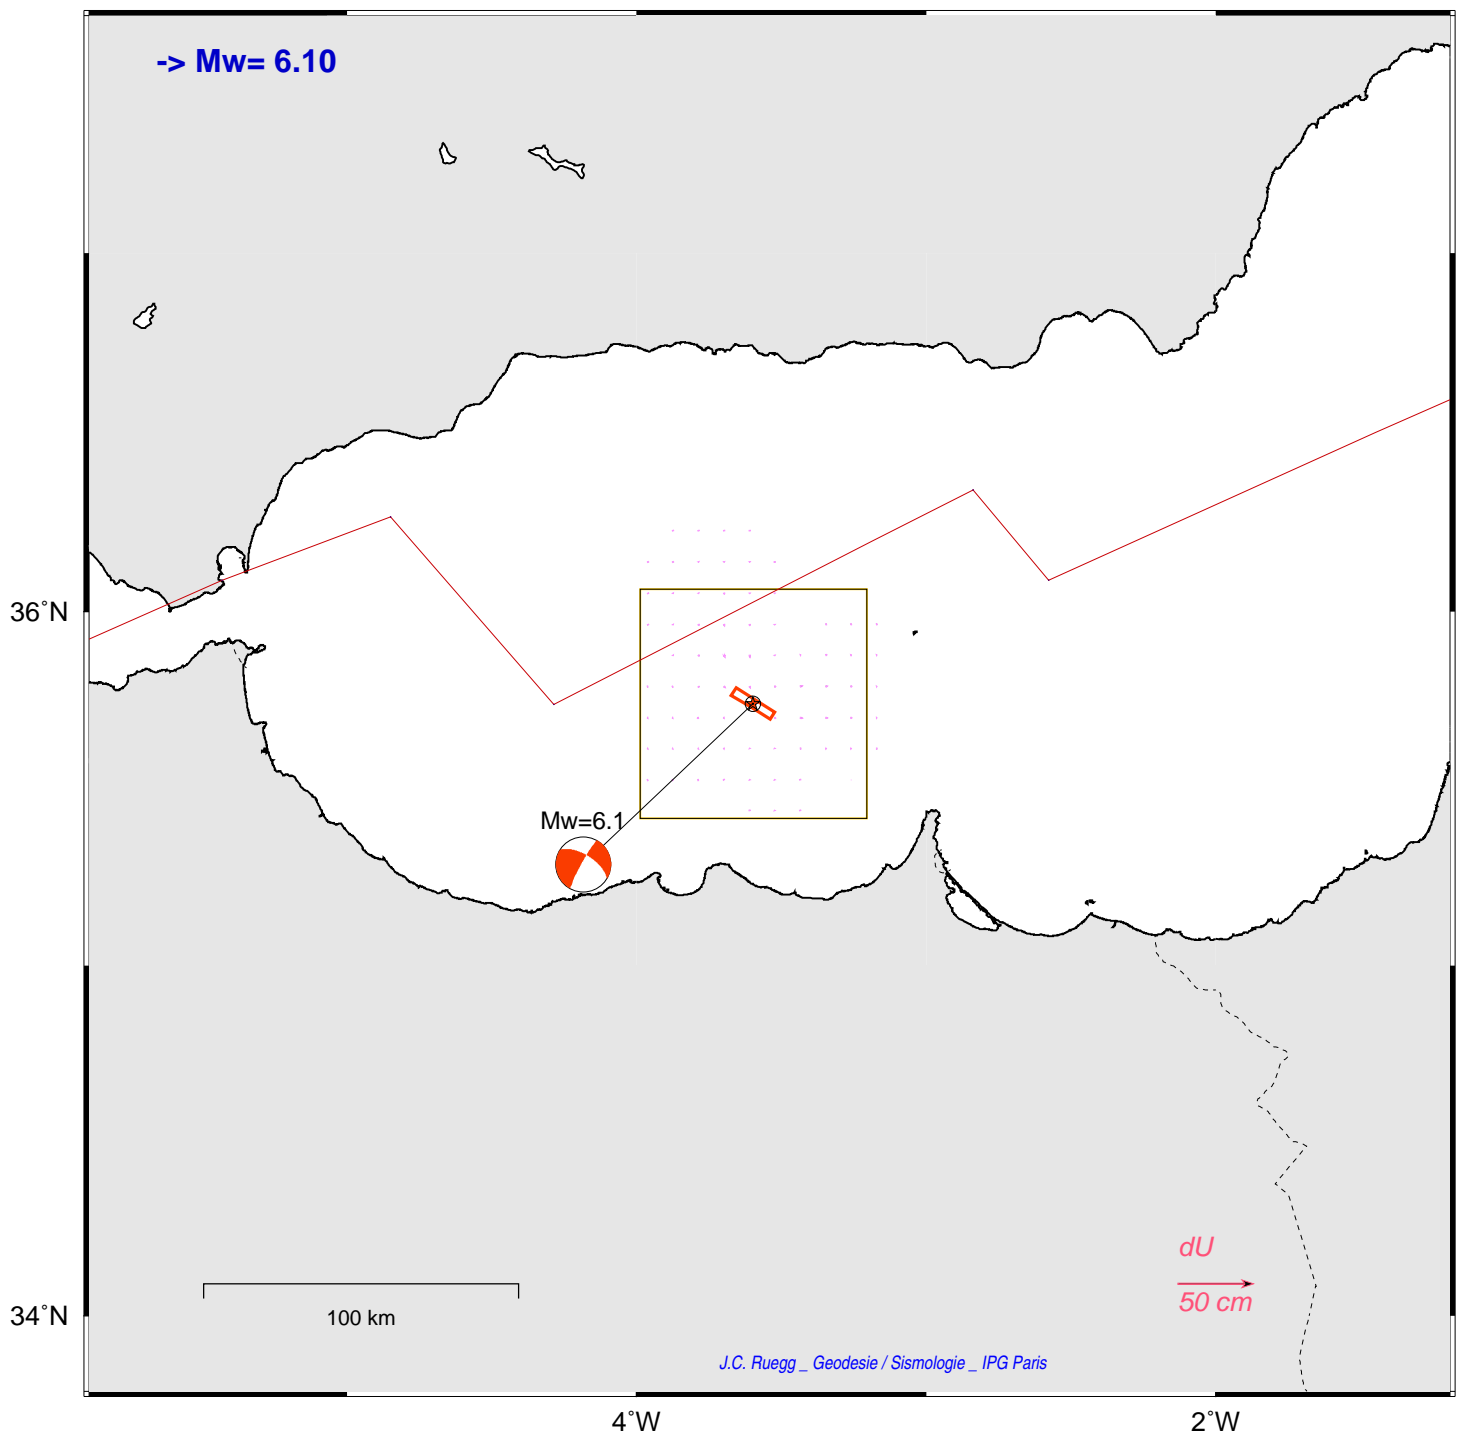 -> Mw= 6.10
36˚N
Mw=6.1
dU
50 cm
100 km
34˚N
J.C. Ruegg _ Geodesie / Sismologie _ IPG Paris
4˚W
2˚W